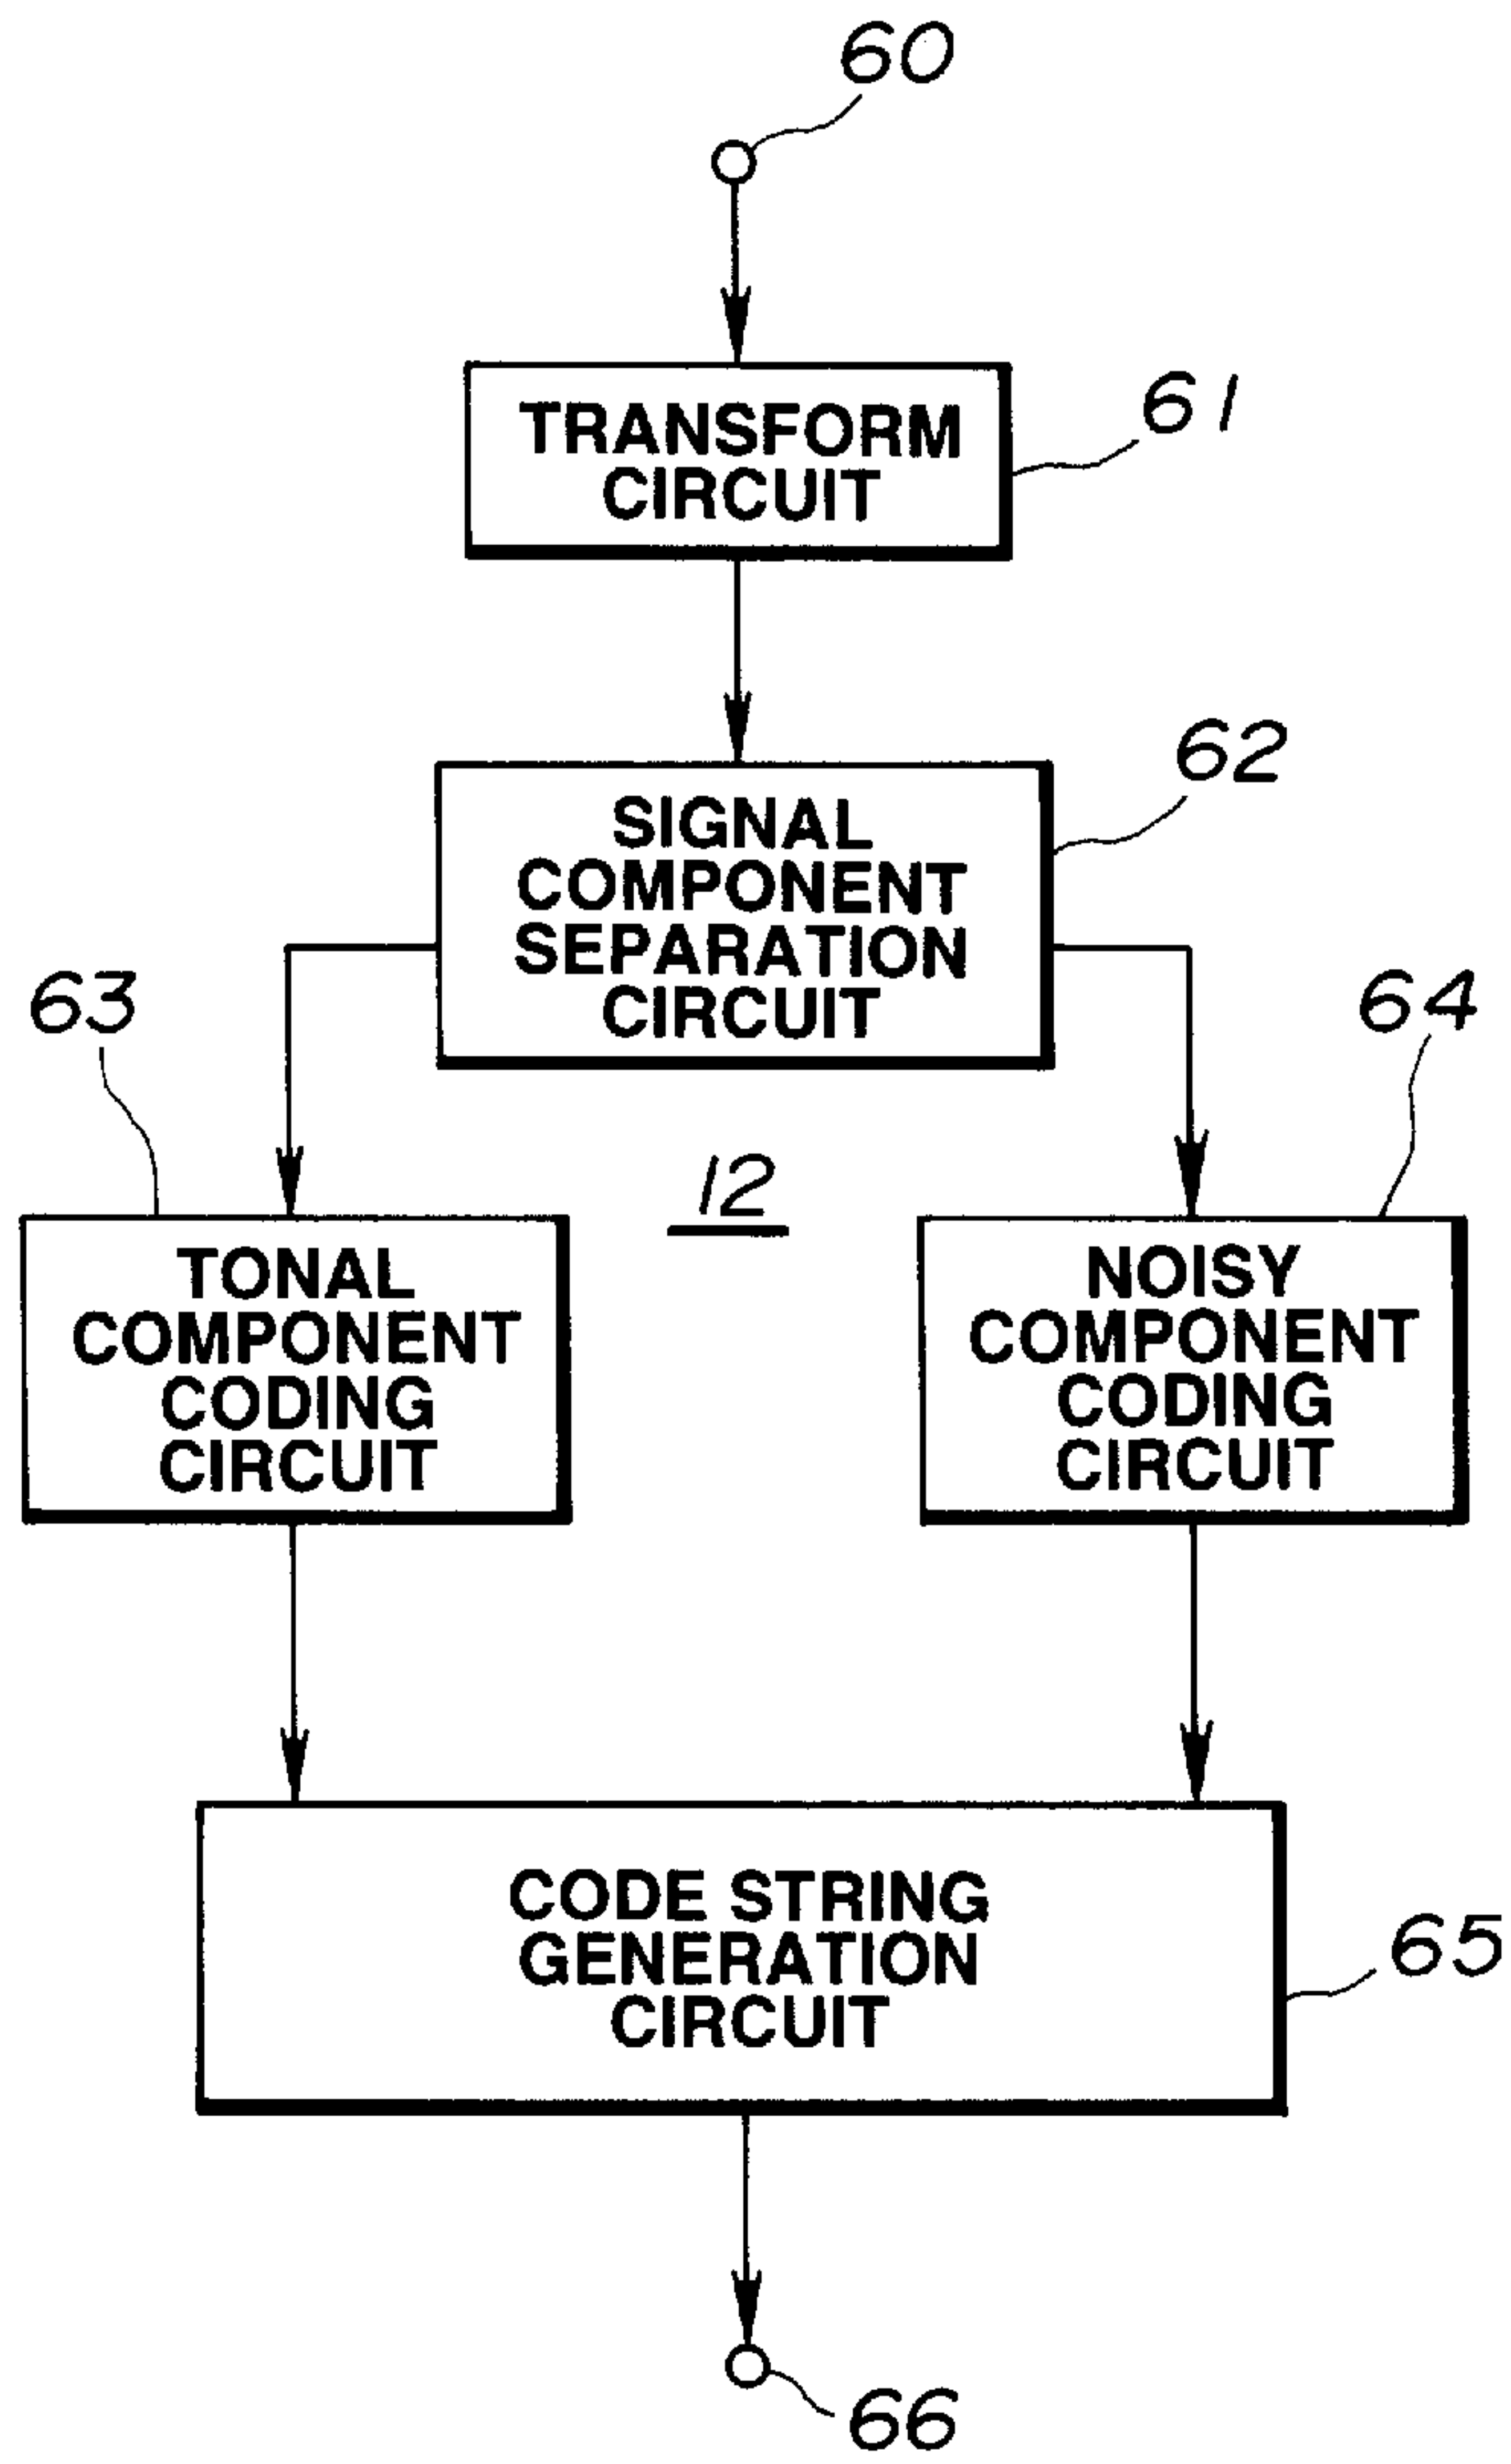 60
TRANSFORM
CIRCUIT
61
62
SIGNAL
COMPONENT
SEPARATION
CIRCUIT
63
64
12
TONAL
COMPONENT
CODING
CIRCUIT
NOISY
COMPONENT
CODING
CIRCUIT
CODE STRING
GENERATION
CIRCUIT
65
66